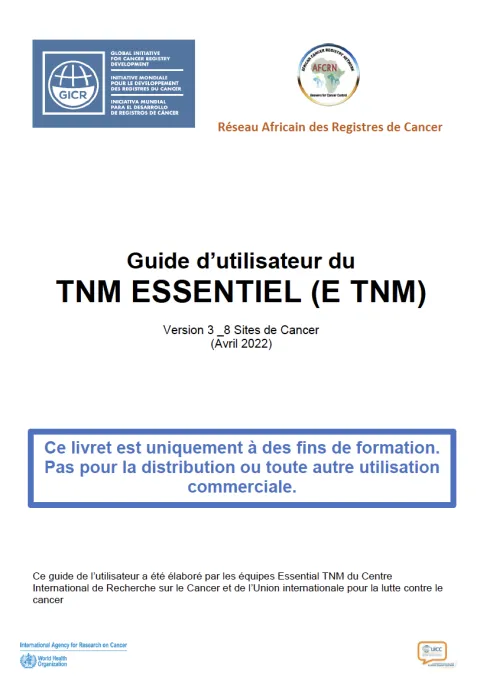 GLOBAL INITIATIVE
FOR CANCER REGISTRY
DEVELOPMENT
INITIATIVE MONDIALE
POUR LE DÉVELOPPEMENT
DES REGISTRES DU CANCER
INICIATIVA MUNDIAL
PARA EL DESARROLLO
DE REGISTROS DE CÁNCER
GICR
AFRICAN CANCER REGISTRY NETWORK
AFCRN
Réseau Africain des Registres de Cancer
Guide d’utilisateur du
TNM ESSENTIEL (E TNM)
Version 3 _8 Sites de Cancer
(Avril 2022)
Ce livret est uniquement à des fins de formation.
Pas pour la distribution ou toute autre utilisation
commerciale.
Ce guide de l’utilisateur a été élaboré par les équipes Essential TNM du Centre
International de Recherche sur le Cancer et de l’Union internationale pour la lutte contre le
cancer
International Agency for Research on Cancer
World Health
Organization
UICC